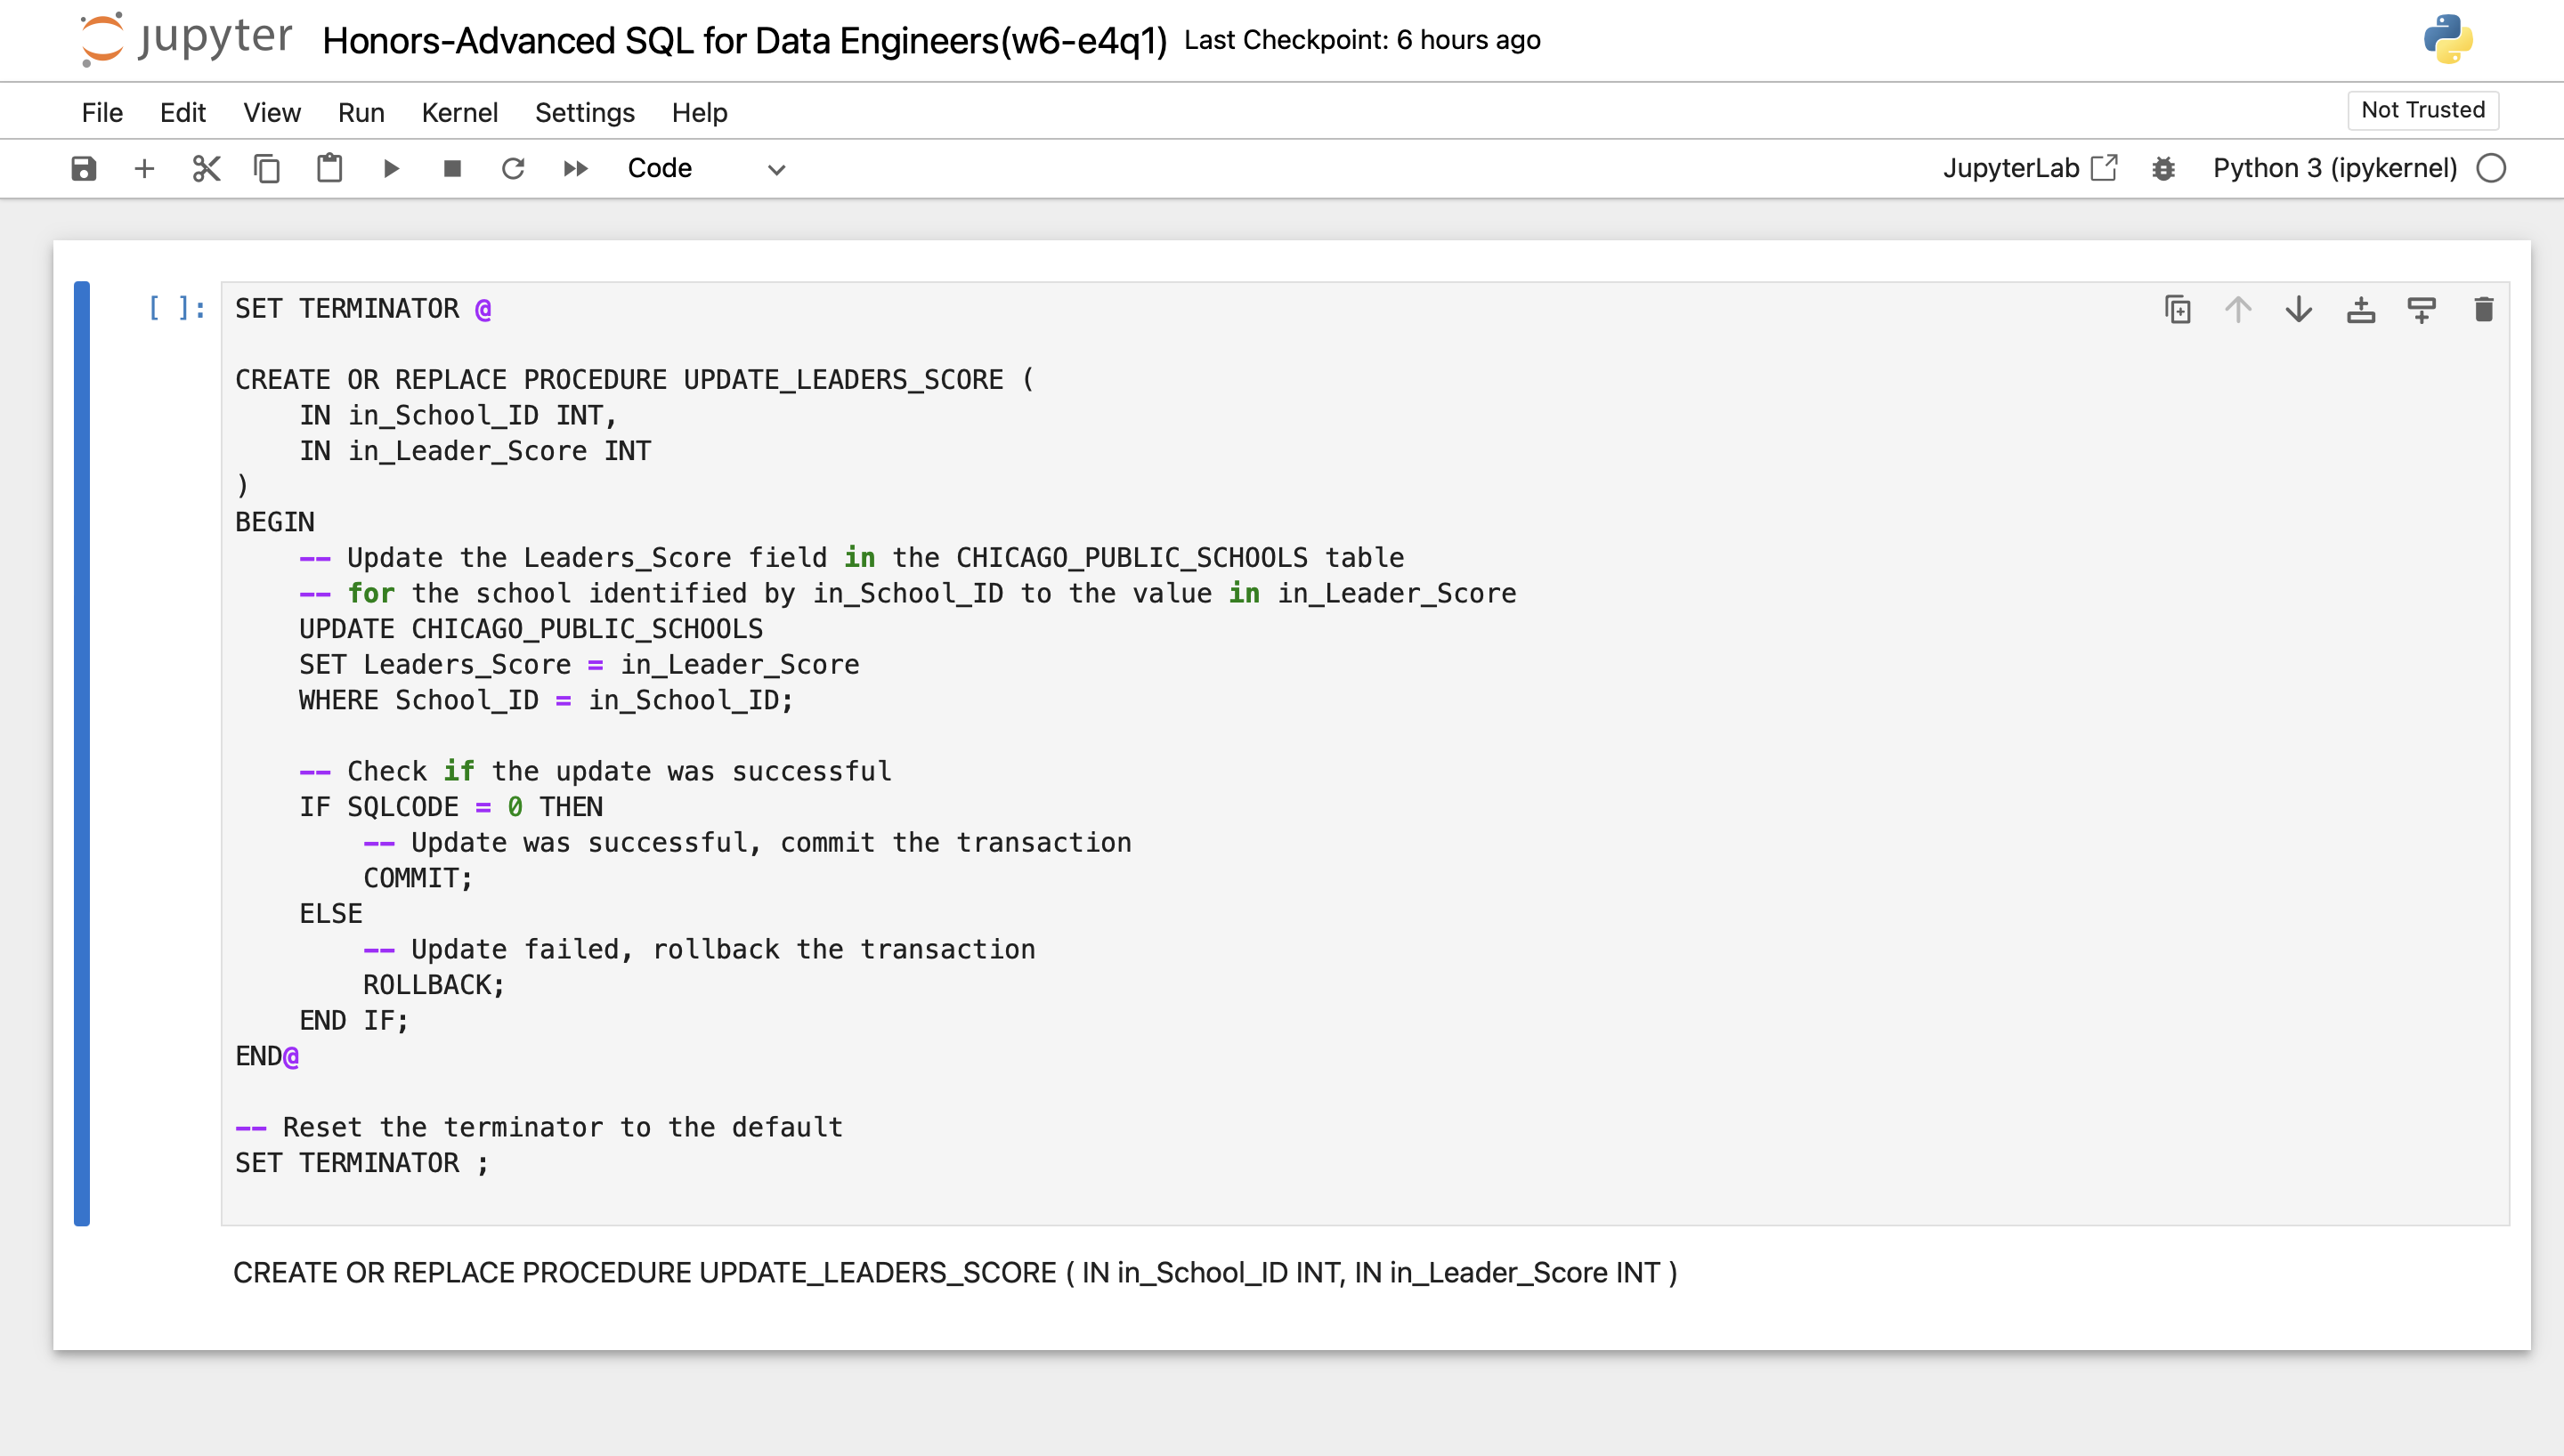 jupyter Honors-Advanced SQL for Data Engineers(w6-e4q1) Last Checkpoint: 6 hours ago
File Edit View Run Kernel Settings Help Not Trusted
Code JupyterLab Python 3 (ipykernel)
[ ]: SET TERMINATOR @
CREATE OR REPLACE PROCEDURE UPDATE_LEADERS_SCORE (
    IN in_School_ID INT,
    IN in_Leader_Score INT
)
BEGIN
    -- Update the Leaders_Score field in the CHICAGO_PUBLIC_SCHOOLS table
    -- for the school identified by in_School_ID to the value in in_Leader_Score
    UPDATE CHICAGO_PUBLIC_SCHOOLS
    SET Leaders_Score = in_Leader_Score
    WHERE School_ID = in_School_ID;
    -- Check if the update was successful
    IF SQLCODE = 0 THEN
        -- Update was successful, commit the transaction
        COMMIT;
    ELSE
        -- Update failed, rollback the transaction
        ROLLBACK;
    END IF;
END@
-- Reset the terminator to the default
SET TERMINATOR ;
CREATE OR REPLACE PROCEDURE UPDATE_LEADERS_SCORE ( IN in_School_ID INT, IN in_Leader_Score INT )